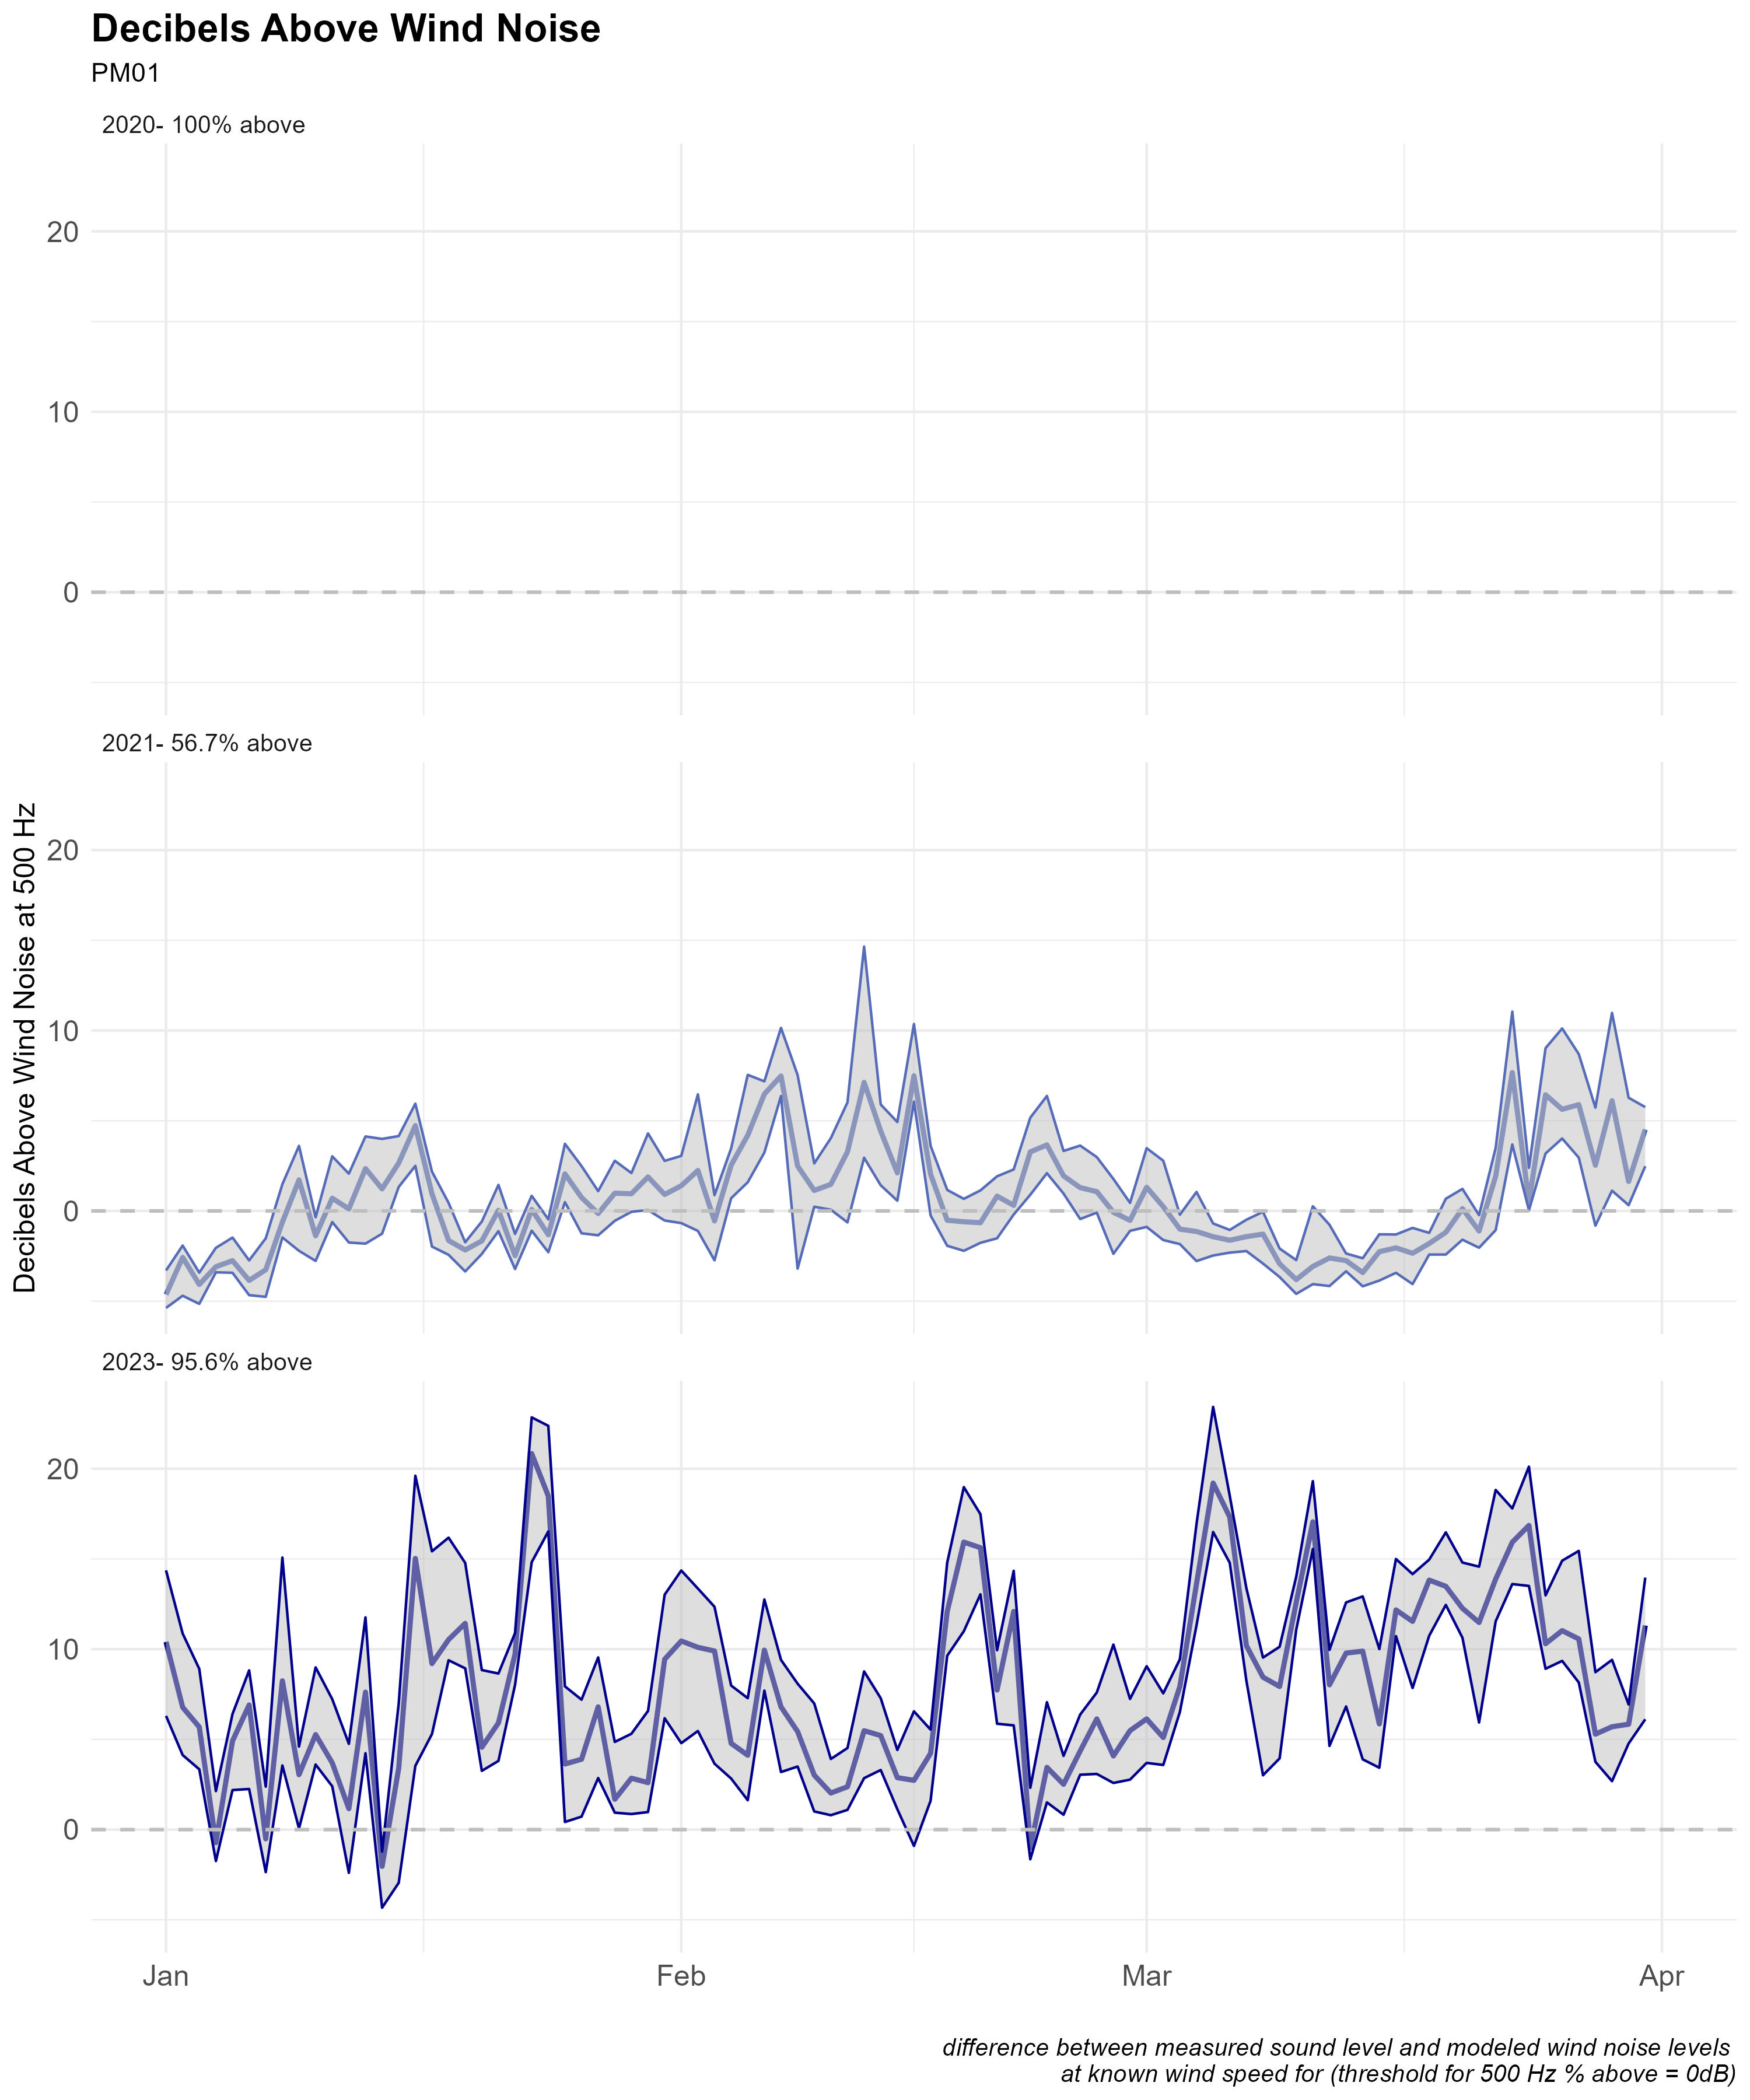 Decibels Above Wind Noise
PM01
2020- 100% above
20
10
0
2021- 56.7% above
Decibels Above Wind Noise at 500 Hz
20
10
0
2023- 95.6% above
20
10
0
Jan Feb Mar Apr
difference between measured sound level and modeled wind noise levels
at known wind speed for (threshold for 500 Hz % above = 0dB)